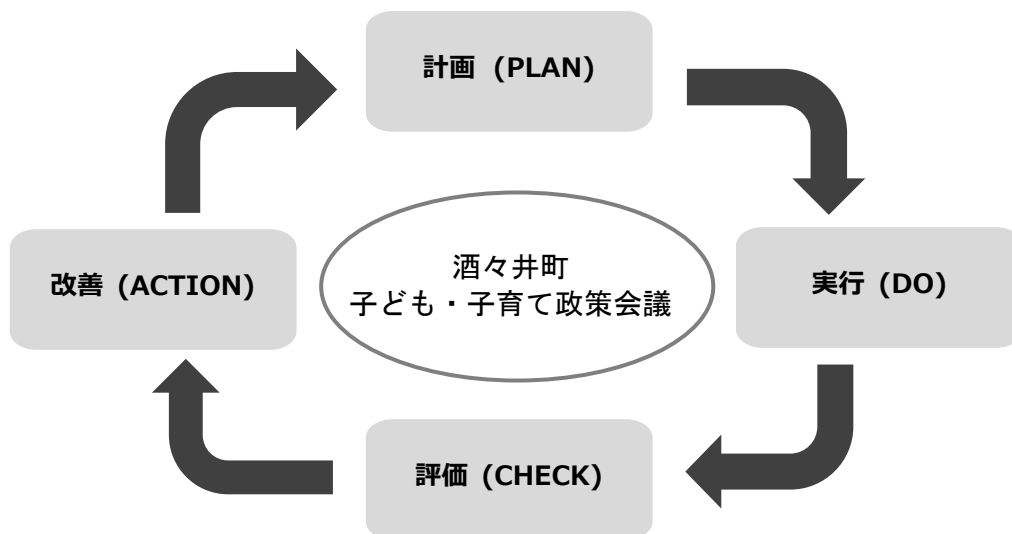 計画 (PLAN)
改善 (ACTION)
酒々井町
子ども・子育て政策会議
実行 (DO)
評価 (CHECK)